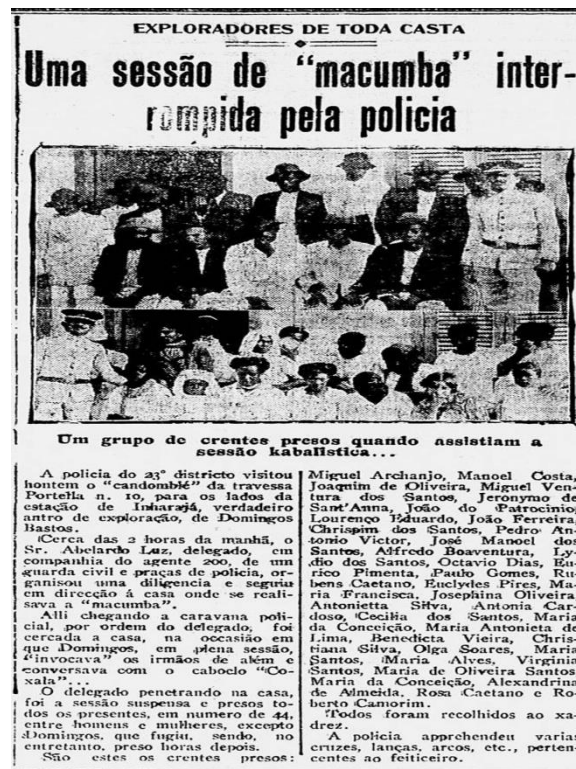 EXPLORADORES DE TODA CASTA
Uma sessão de "macumba" inter-
rompida pela policia
Um grupo de crentes presos quando assistiam a
sessão kabalistica...
A policia do 23º districto visitou
hontem o "candomblé" da travessa
Portella n. 10, para os lados da
estação de Inharajá, verdadeiro
antro de exploração, de Domingos
Bastos.
Cerca das 2 horas da manhã, o
Sr. Abelardo Luz, delegado, em
companhia do agente 200, de um
guarda civil e praças de policia, or-
ganisou uma diligencia e seguiu
em direcção á casa onde se reali-
sava a "macumba".
Alli chegando a caravana poli-
cial, por ordem do delegado, foi
cercada a casa, na occasião em
que Domingos, em plena sessão,
"invocava" os irmãos de além e
conversava com o caboclo "Co-
xala"...
O delegado penetrando na casa,
foi a sessão suspensa e presos to-
dos os presentes, em numero de 44,
entre homens e mulheres, excepto
Domingos, que fugiu, sendo, no
entretanto, preso horas depois.
São estes os crentes presos:
Miguel Archanjo, Manoel Costa,
Joaquim de Oliveira, Miguel Ven-
tura dos Santos, Jeronymo de
Sant'Anna, João do Patrocinio,
Lourenço Eduardo, João Ferreira,
Chrispim dos Santos, Pedro An-
tonio Victor, José Manoel dos
Santos, Alfredo Boaventura, Ly-
dio dos Santos, Octavio Dias, Eu-
rico Pimenta, Paulo Gomes, Ru-
bens Caetano, Euclydes Pires, Ma-
ria Francisca, Josephina Oliveira,
Antonietta Silva, Antonia Car-
doso, Cecilia dos Santos, Maria
da Conceição, Maria Antonieta de
Lima, Benedicta Vieira, Chris-
tiana Silva, Olga Soares, Maria
Santos, Maria Alves, Virginia
Santos, Maria de Oliveira Santos,
Maria da Conceição, Alexandrina
de Almeida, Rosa Caetano e Ro-
berto Camorim.
Todos foram recolhidos ao xa-
drez.
A policia apprehendeu varias
cruzes, lanças, arcos, etc., perten-
centes ao feiticeiro.